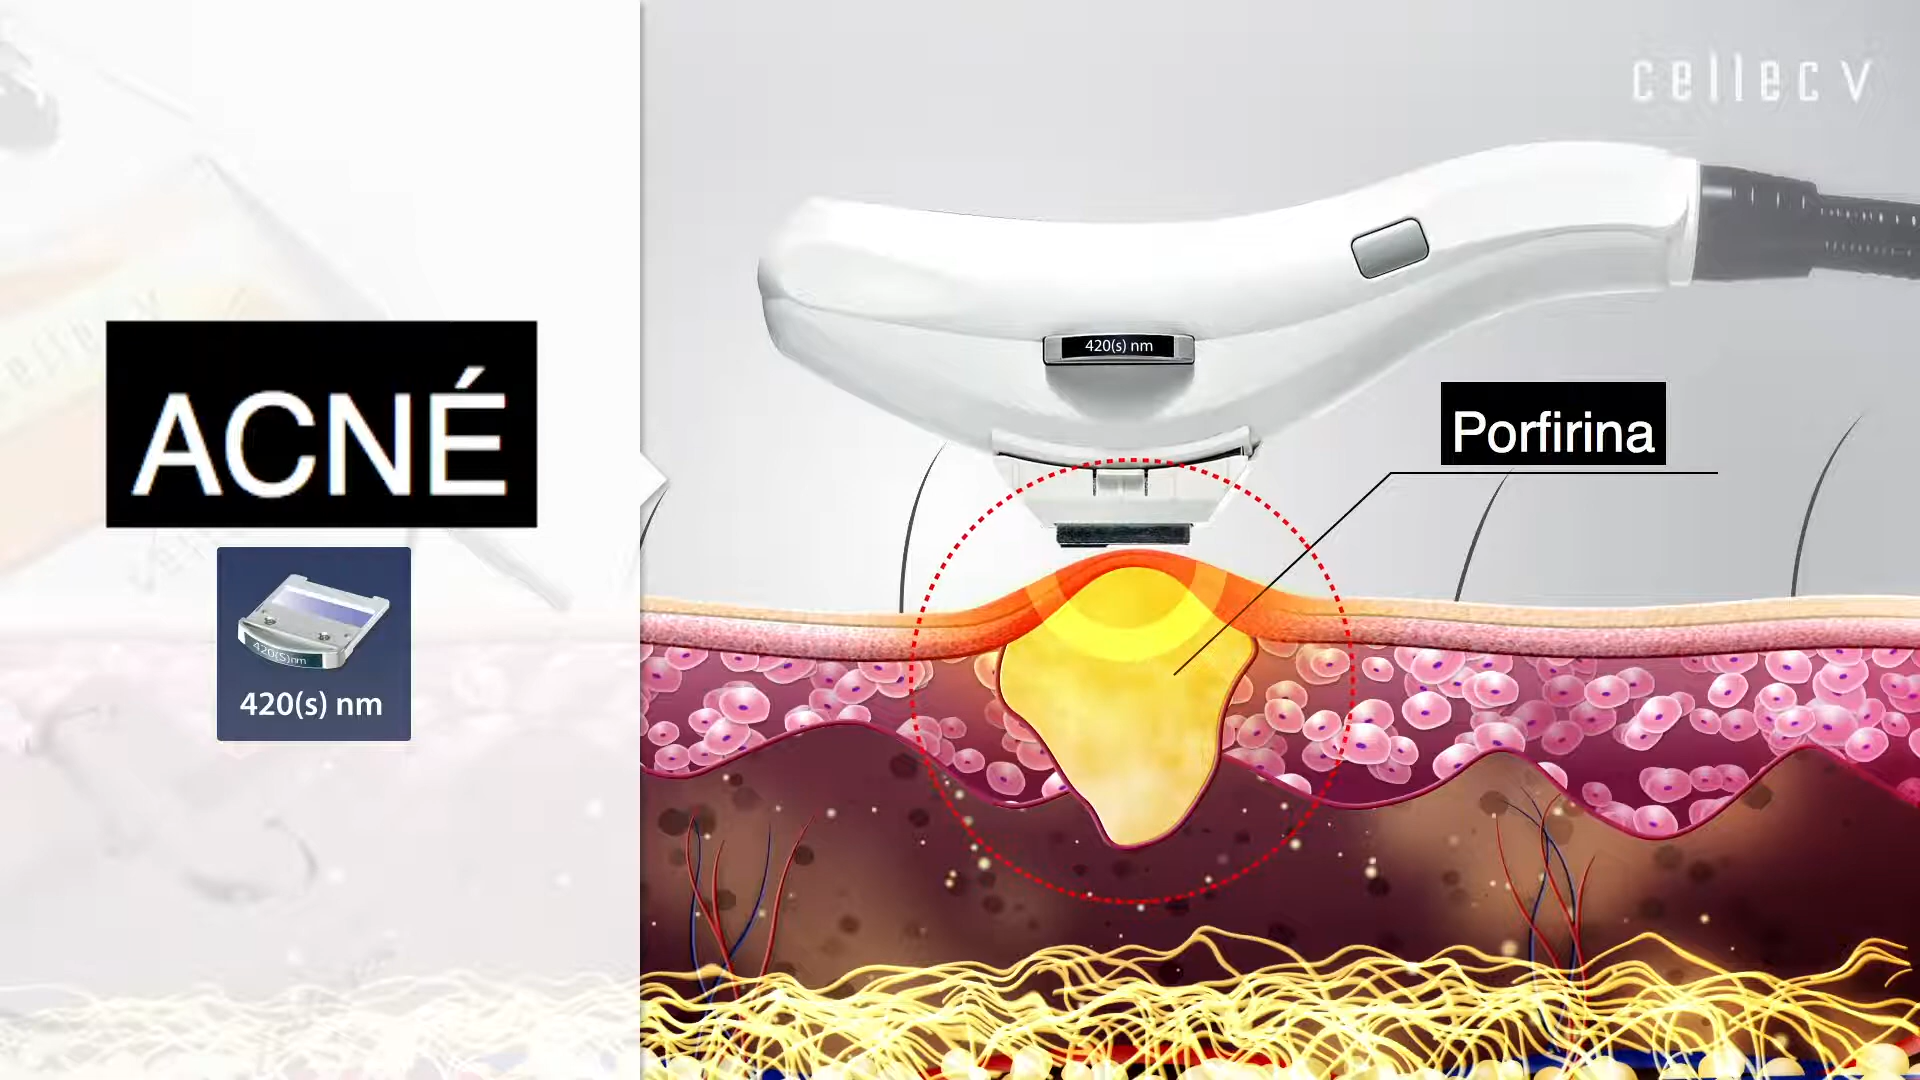 cellec V
ACNÉ
420(s) nm
Porfirina
420(S)nm
420(s) nm